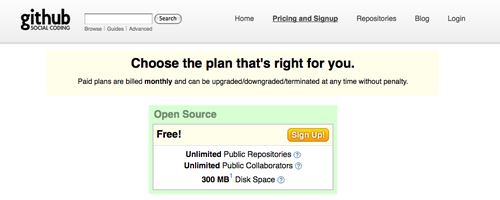 github
SOCIAL CODING
Search
Browse | Guides | Advanced
Home Pricing and Signup Repositories Blog Login
Choose the plan that's right for you.
Paid plans are billed monthly and can be upgraded/downgraded/terminated at any time without penalty.
Open Source
Free! Sign Up!
Unlimited Public Repositories ?
Unlimited Public Collaborators ?
300 MB¹ Disk Space ?